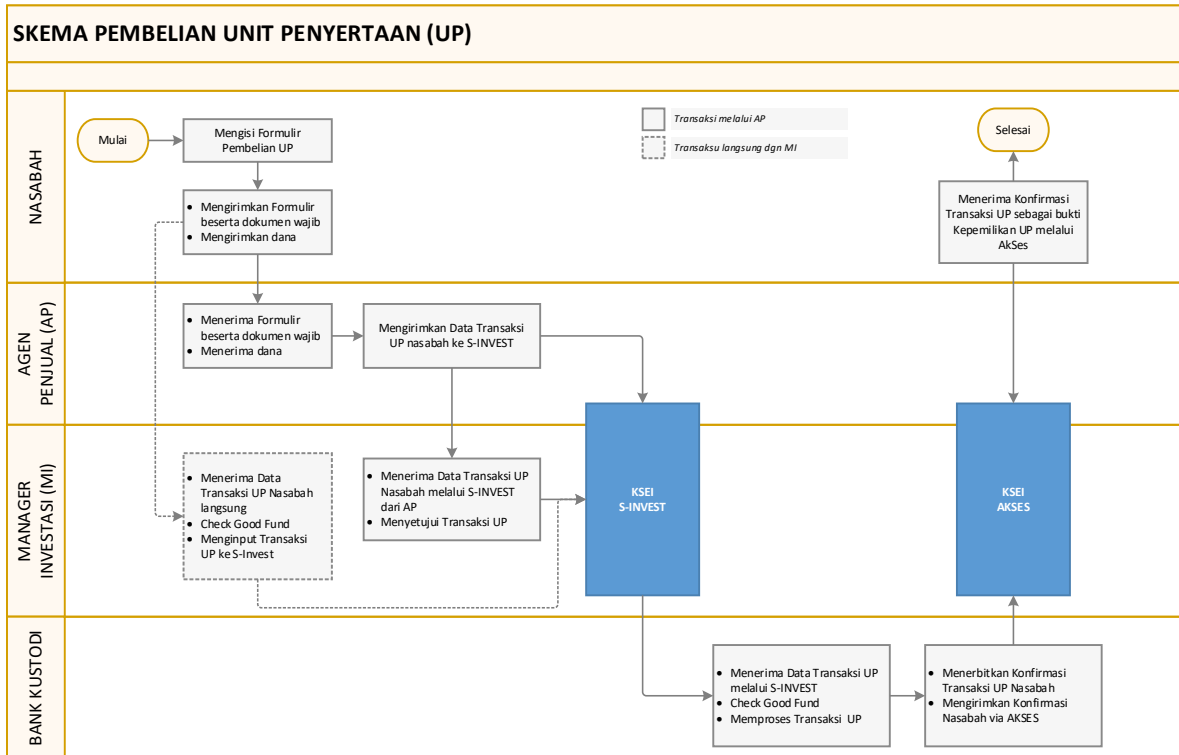 SKEMA PEMBELIAN UNIT PENYERTAAN (UP)
NASABAH
Mulai
Mengisi Formulir
Pembelian UP
Transaksi melalui AP
Transaksu langsung dgn MI
Selesai
• Mengirimkan Formulir
beserta dokumen wajib
• Mengirimkan dana
Menerima Konfirmasi
Transaksi UP sebagai bukti
Kepemilikan UP melalui
AkSes
AGEN
PENJUAL (AP)
• Menerima Formulir
beserta dokumen wajib
• Menerima dana
Mengirimkan Data Transaksi
UP nasabah ke S-INVEST
MANAGER
INVESTASI (MI)
• Menerima Data
Transaksi UP Nasabah
langsung
• Check Good Fund
• Menginput Transaksi
UP ke S-Invest
• Menerima Data Transaksi UP
Nasabah melalui S-INVEST
dari AP
• Menyetujui Transaksi UP
KSEI
S-INVEST
KSEI
AKSES
BANK KUSTODI
• Menerima Data Transaksi UP
melalui S-INVEST
• Check Good Fund
• Memproses Transaksi UP
• Menerbitkan Konfirmasi
Transaksi UP Nasabah
• Mengirimkan Konfirmasi
Nasabah via AKSES